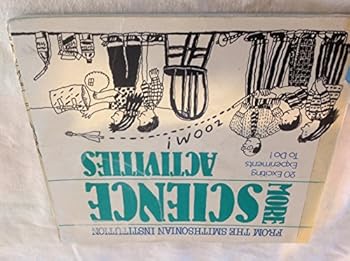 FROM THE SMITHSONIAN INSTITUTION
MORE
SCIENCE
ACTIVITIES
20 Exciting
Experiments
To Do!
ZOOM!